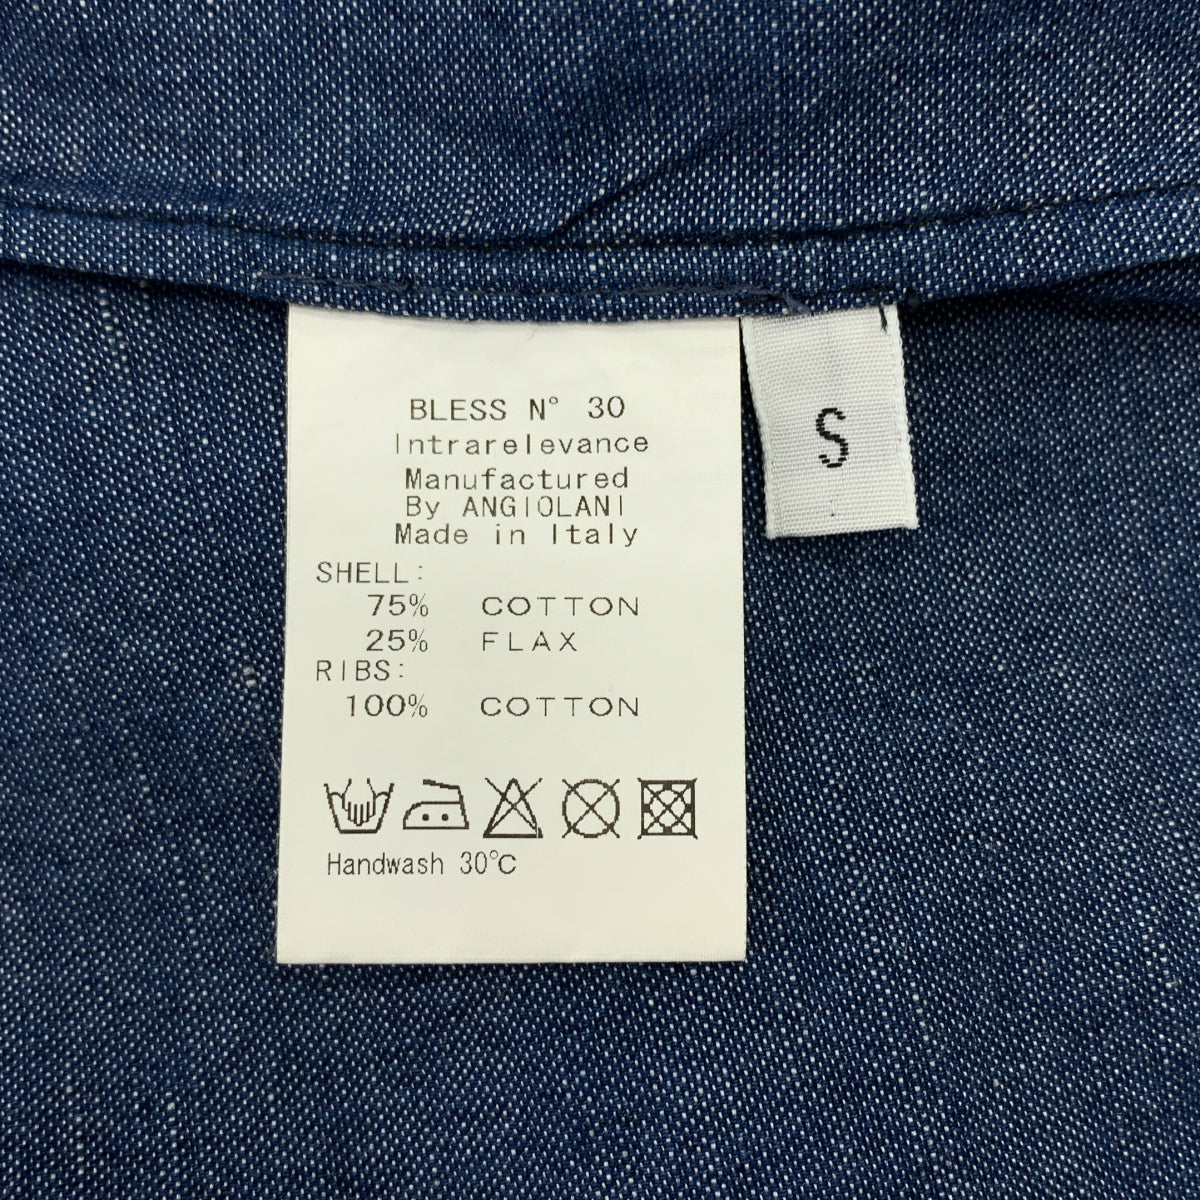 BLESS N° 30
Intrarelevance
Manufactured
By ANGIOLANI
Made in Italy
SHELL:
75% COTTON
25% FLAX
RIBS:
100% COTTON
Handwash 30℃
S